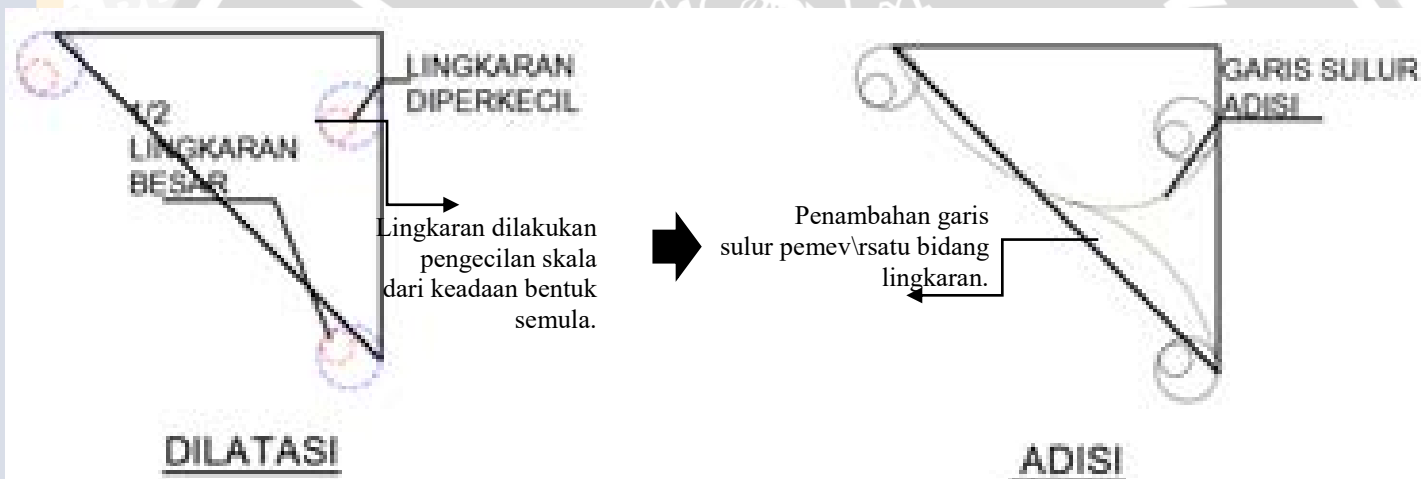 LINGKARAN
DIPERKECIL
1/2
LINGKARAN
BESAR
Lingkaran dilakukan
pengecilan skala
dari keadaan bentuk
semula.
DILATASI
GARIS SULUR
ADISI
Penambahan garis
sulur pemev\rsatu bidang
lingkaran.
ADISI